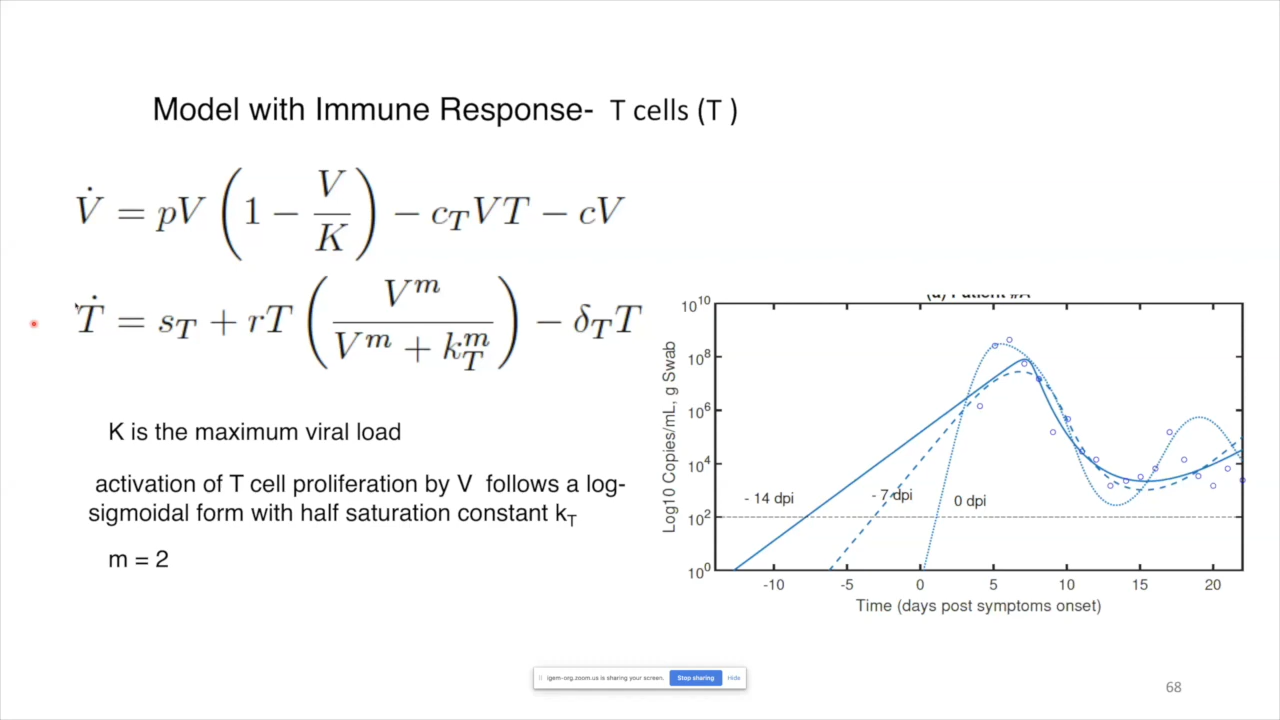 Model with Immune Response- T cells (T )
V̇ = pV (1 − V/K) − c_T VT − cV
Ṫ = s_T + rT (V^m / (V^m + k_T^m)) − δ_T T
K is the maximum viral load
activation of T cell proliferation by V follows a log-
sigmoidal form with half saturation constant k_T
m = 2
(a) Patient #A
Log10 Copies/mL, g Swab
10^10
10^8
10^6
10^4
10^2
10^0
- 14 dpi
- 7 dpi
0 dpi
-10 -5 0 5 10 15 20
Time (days post symptoms onset)
igem-org.zoom.us is sharing your screen. Stop sharing Hide
68